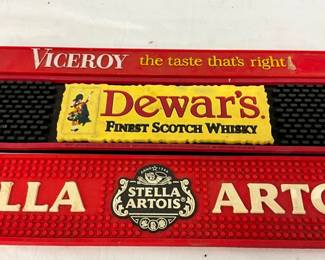 VICEROY the taste that's right!
Dewar's®
FINEST SCOTCH WHISKY
LLA STELLA ARTOIS ARTO